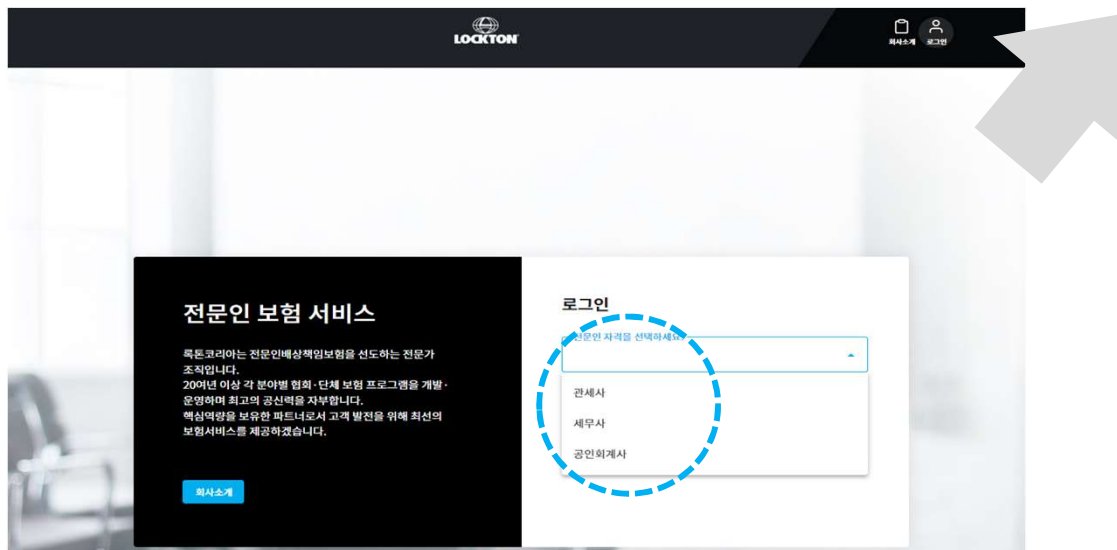 LOCKTON
회사소개 로그인
전문인 보험 서비스
록톤코리아는 전문인배상책임보험을 선도하는 전문가
조직입니다.
20여년 이상 각 분야별 협회·단체 보험 프로그램을 개발·
운영하며 최고의 공신력을 자부합니다.
핵심역량을 보유한 파트너로서 고객 발전을 위해 최선의
보험서비스를 제공하겠습니다.
회사소개
로그인
전문인 자격을 선택하세요
관세사
세무사
공인회계사